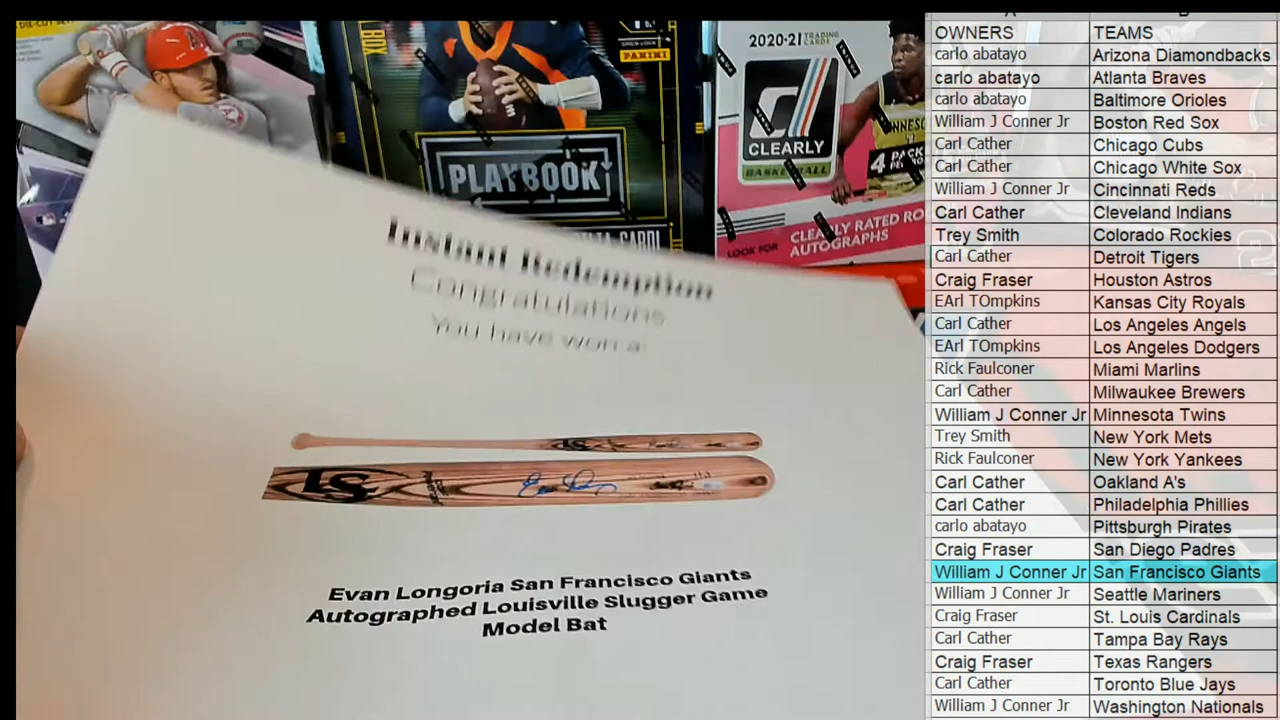 DIE-CUT
PANINI
PLAYBOOK
2020-21 TRADING CARDS
CLEARLY
BASKETBALL
4
LOOK FOR CLEARLY RATED
AUTOGRAPHS
Instant Redemption
Congratulations
You have won a:
LS
Evan Longoria San Francisco Giants
Autographed Louisville Slugger Game
Model Bat
OWNERS TEAMS
carlo abatayo Arizona Diamondbacks
carlo abatayo Atlanta Braves
carlo abatayo Baltimore Orioles
William J Conner Jr Boston Red Sox
Carl Cather Chicago Cubs
Carl Cather Chicago White Sox
William J Conner Jr Cincinnati Reds
Carl Cather Cleveland Indians
Trey Smith Colorado Rockies
Carl Cather Detroit Tigers
Craig Fraser Houston Astros
EArl TOmpkins Kansas City Royals
Carl Cather Los Angeles Angels
EArl TOmpkins Los Angeles Dodgers
Rick Faulconer Miami Marlins
Carl Cather Milwaukee Brewers
William J Conner Jr Minnesota Twins
Trey Smith New York Mets
Rick Faulconer New York Yankees
Carl Cather Oakland A's
Carl Cather Philadelphia Phillies
carlo abatayo Pittsburgh Pirates
Craig Fraser San Diego Padres
William J Conner Jr San Francisco Giants
William J Conner Jr Seattle Mariners
Craig Fraser St. Louis Cardinals
Carl Cather Tampa Bay Rays
Craig Fraser Texas Rangers
Carl Cather Toronto Blue Jays
William J Conner Jr Washington Nationals